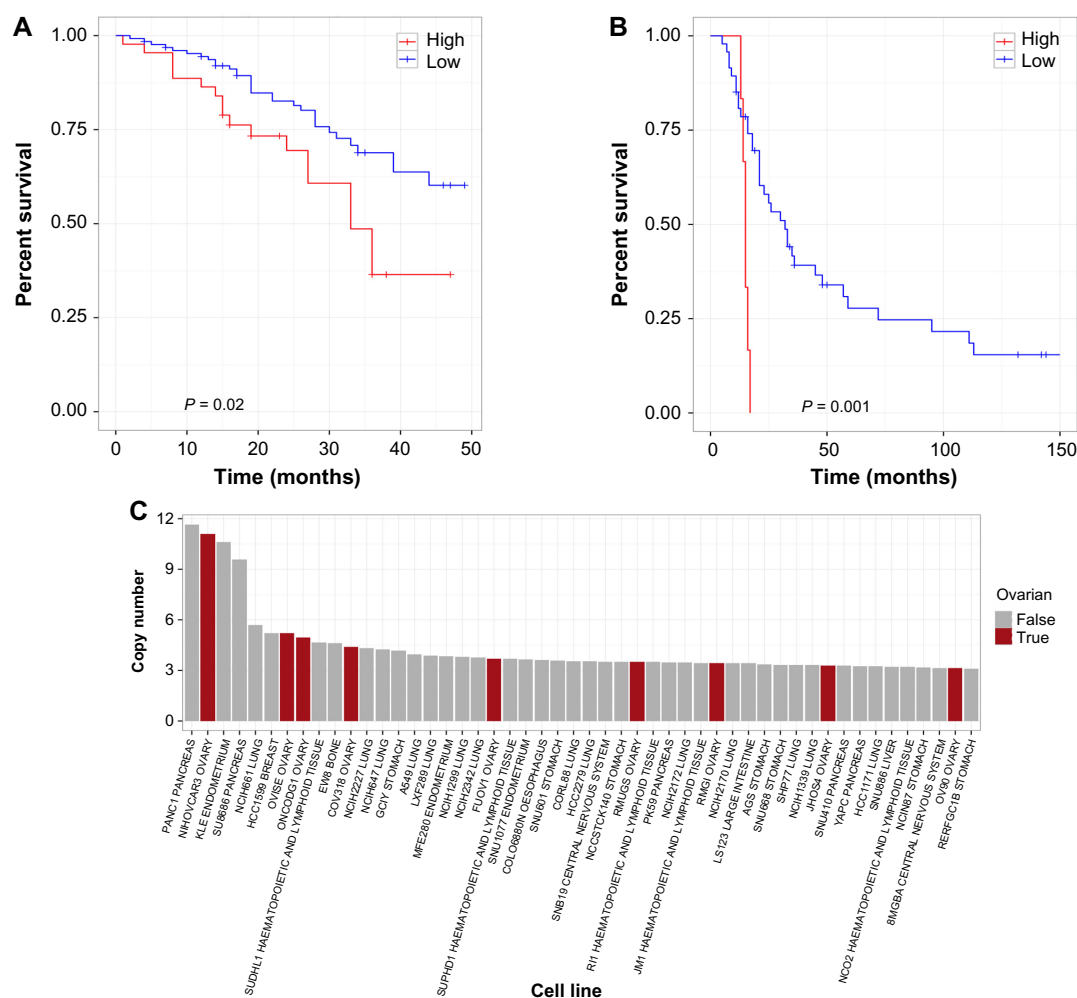 A
1.00
0.75
0.50
0.25
0.00
Percent survival
High
Low
P = 0.02
0
10
20
30
40
50
Time (months)
B
1.00
0.75
0.50
0.25
0.00
Percent survival
High
Low
P = 0.001
0
50
100
150
Time (months)
C
12
9
6
3
0
Copy number
Ovarian
False
True
PANC1 PANCREAS
NIHOVCAR3 OVARY
KLE ENDOMETRIUM
SU8686 PANCREAS
NCIH661 LUNG
HCC1599 BREAST
OVISE OVARY
ONCODG1 OVARY
SUDHL1 HAEMATOPOIETIC AND LYMPHOID TISSUE
EW8 BONE
COV318 OVARY
NCIH2227 LUNG
NCIH647 LUNG
GCIY STOMACH
A549 LUNG
LXF289 LUNG
MFE280 ENDOMETRIUM
NCIH1299 LUNG
NCIH2342 LUNG
FUOV1 OVARY
SUPHD1 HAEMATOPOIETIC AND LYMPHOID TISSUE
SNU1077 ENDOMETRIUM
COLO6880N OESOPHAGUS
SNU601 STOMACH
CORL88 LUNG
HCC2279 LUNG
SNB19 CENTRAL NERVOUS SYSTEM
NCCSTCK140 STOMACH
RMUGS OVARY
RI1 HAEMATOPOIETIC AND LYMPHOID TISSUE
PK59 PANCREAS
NCIH2172 LUNG
JM1 HAEMATOPOIETIC AND LYMPHOID TISSUE
RMGI OVARY
NCIH2170 LUNG
LS123 LARGE INTESTINE
AGS STOMACH
SNU668 STOMACH
SHP77 LUNG
NCIH1339 LUNG
JHOS4 OVARY
SNU410 PANCREAS
YAPC PANCREAS
HCC1171 LUNG
SNU886 LIVER
NCO2 HAEMATOPOIETIC AND LYMPHOID TISSUE
NCIN87 STOMACH
8MGBA CENTRAL NERVOUS SYSTEM
OV90 OVARY
RERFGC1B STOMACH
Cell line